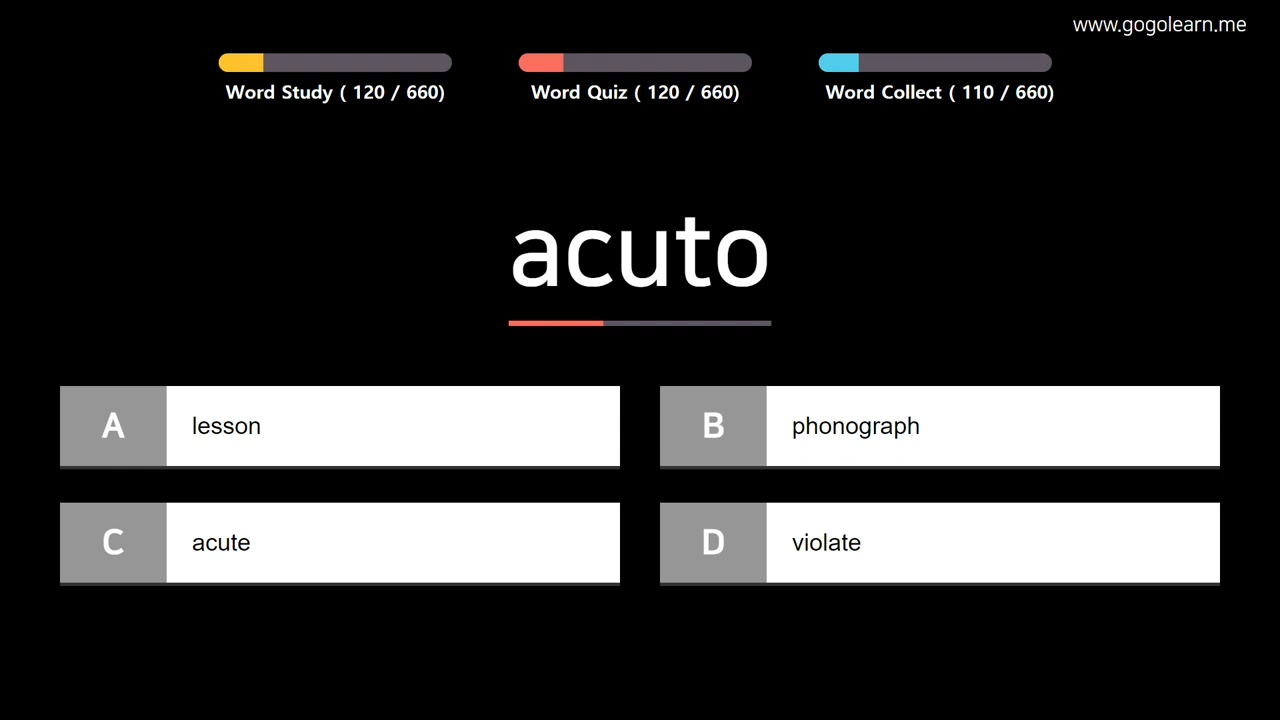 www.gogolearn.me
Word Study ( 120 / 660)
Word Quiz ( 120 / 660)
Word Collect ( 110 / 660)
acuto
A lesson
B phonograph
C acute
D violate